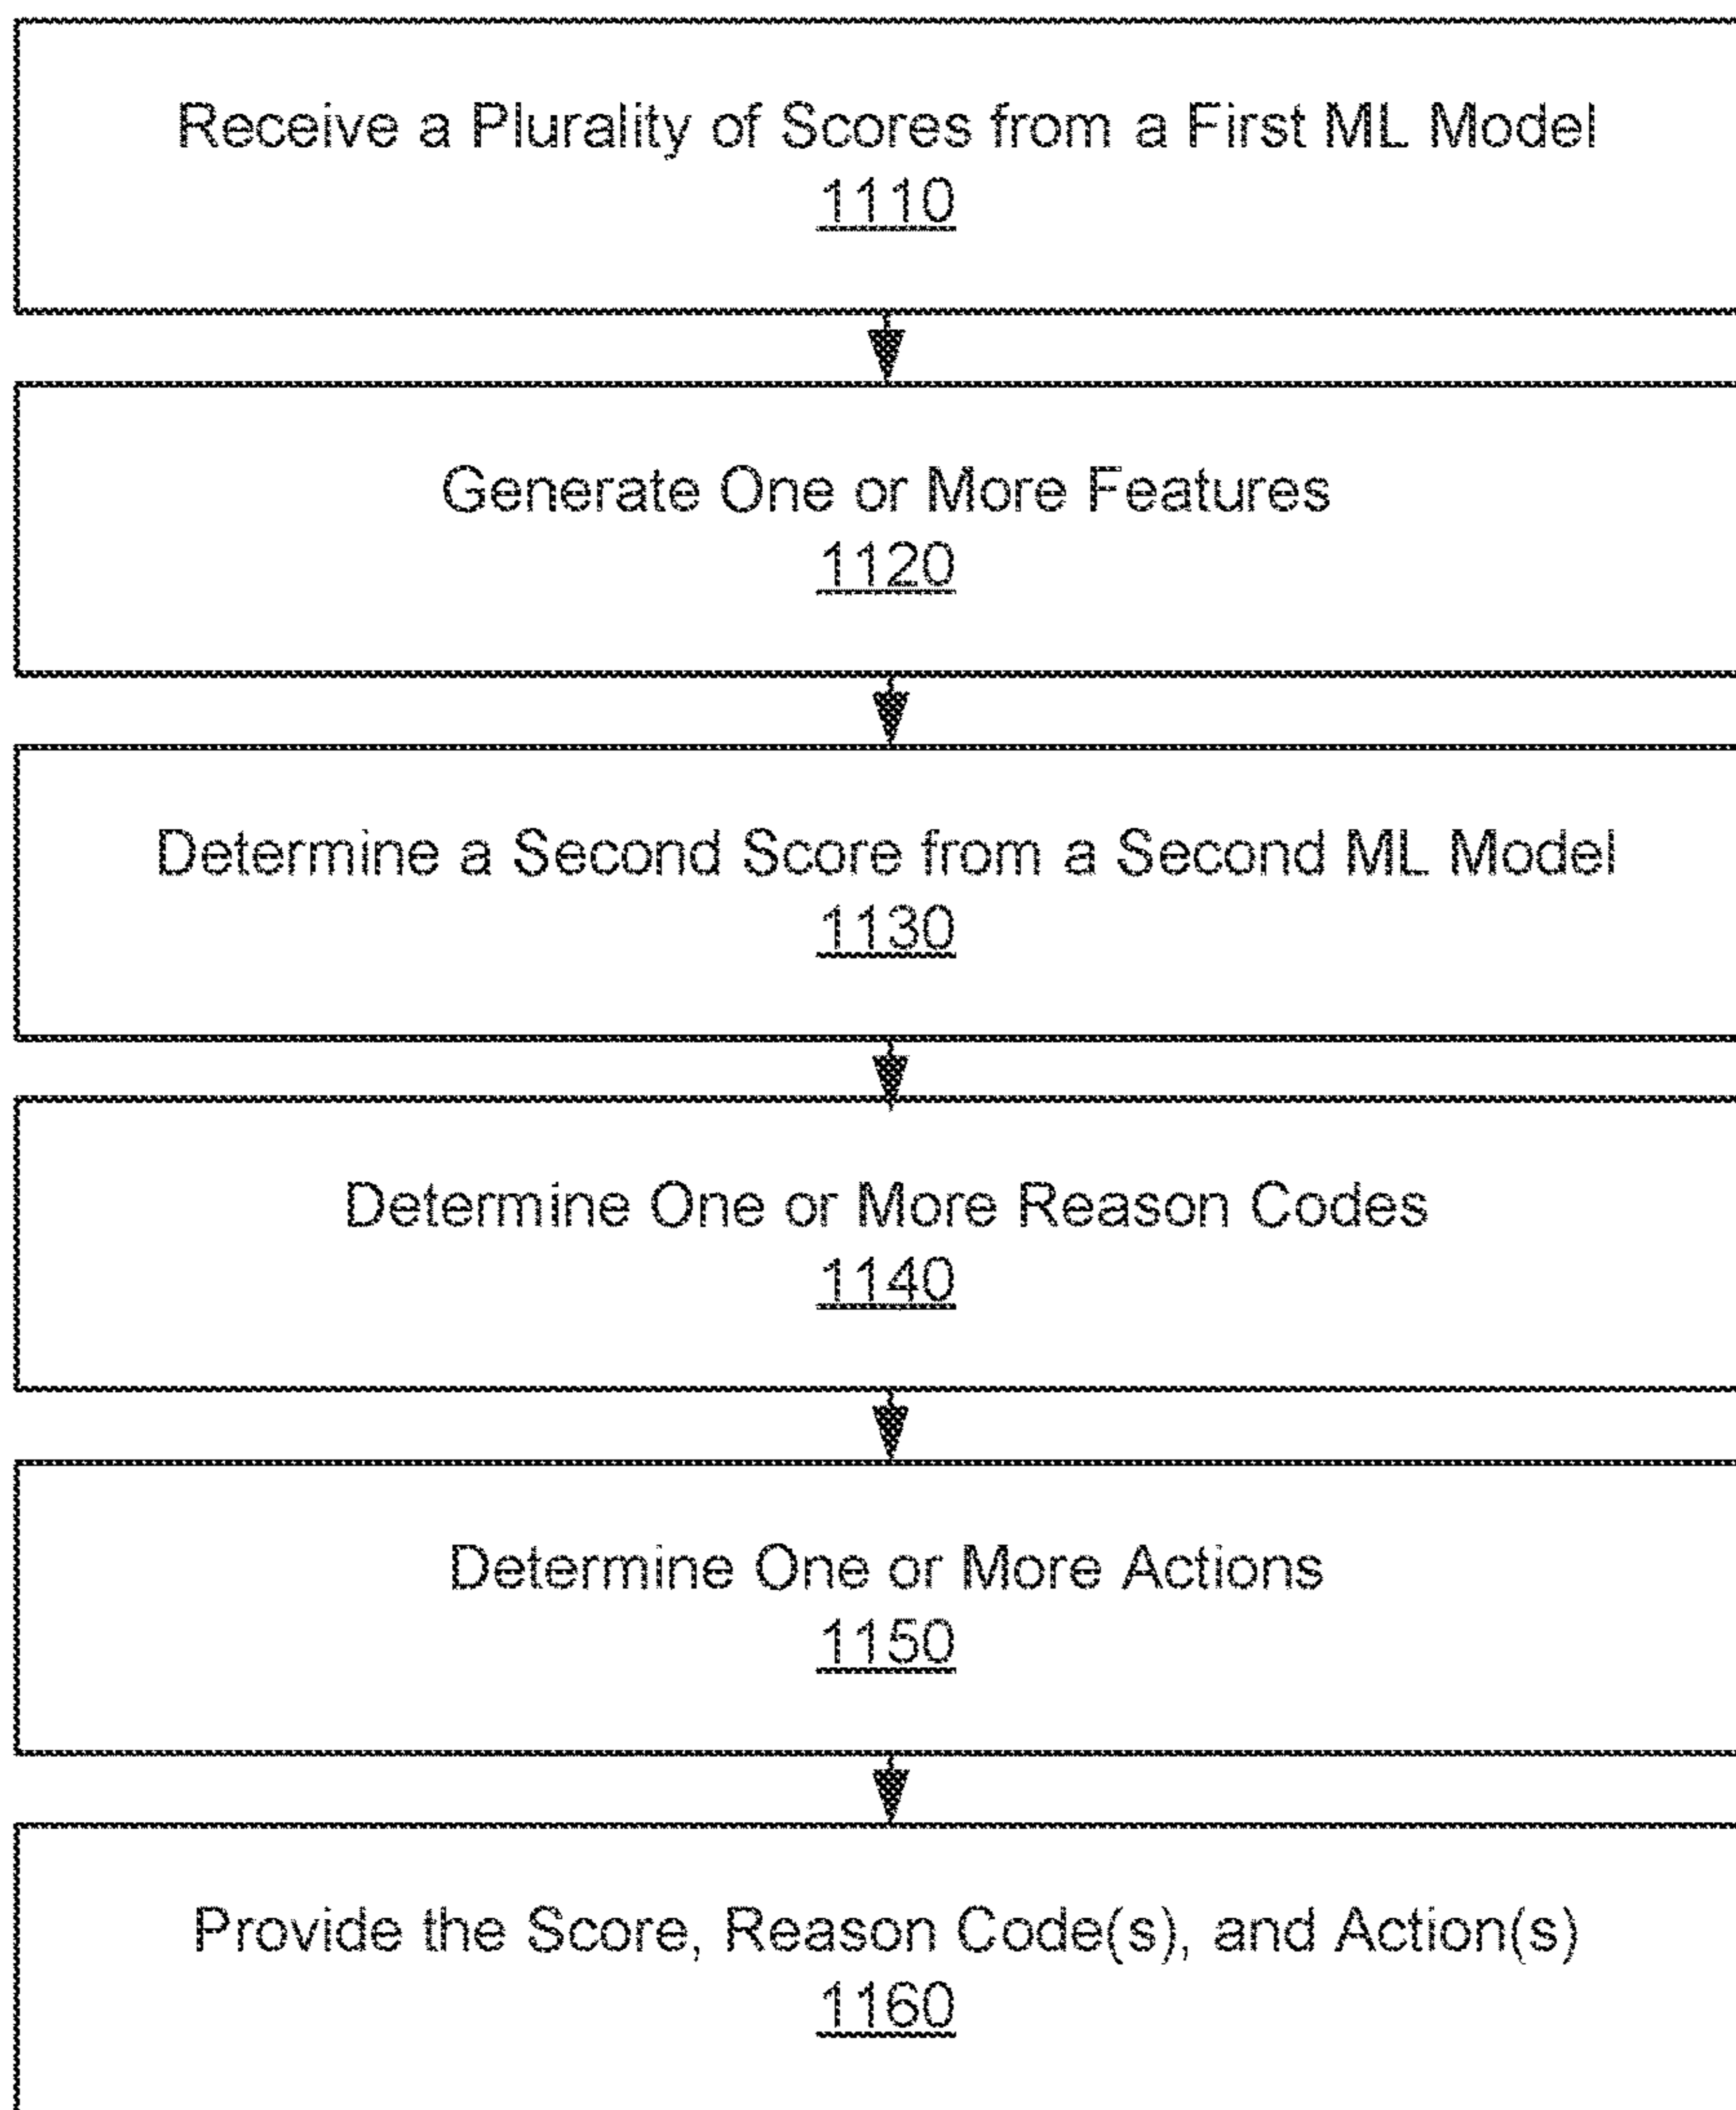 Receive a Plurality of Scores from a First ML Model
1110
Generate One or More Features
1120
Determine a Second Score from a Second ML Model
1130
Determine One or More Reason Codes
1140
Determine One or More Actions
1150
Provide the Score, Reason Code(s), and Action(s)
1160